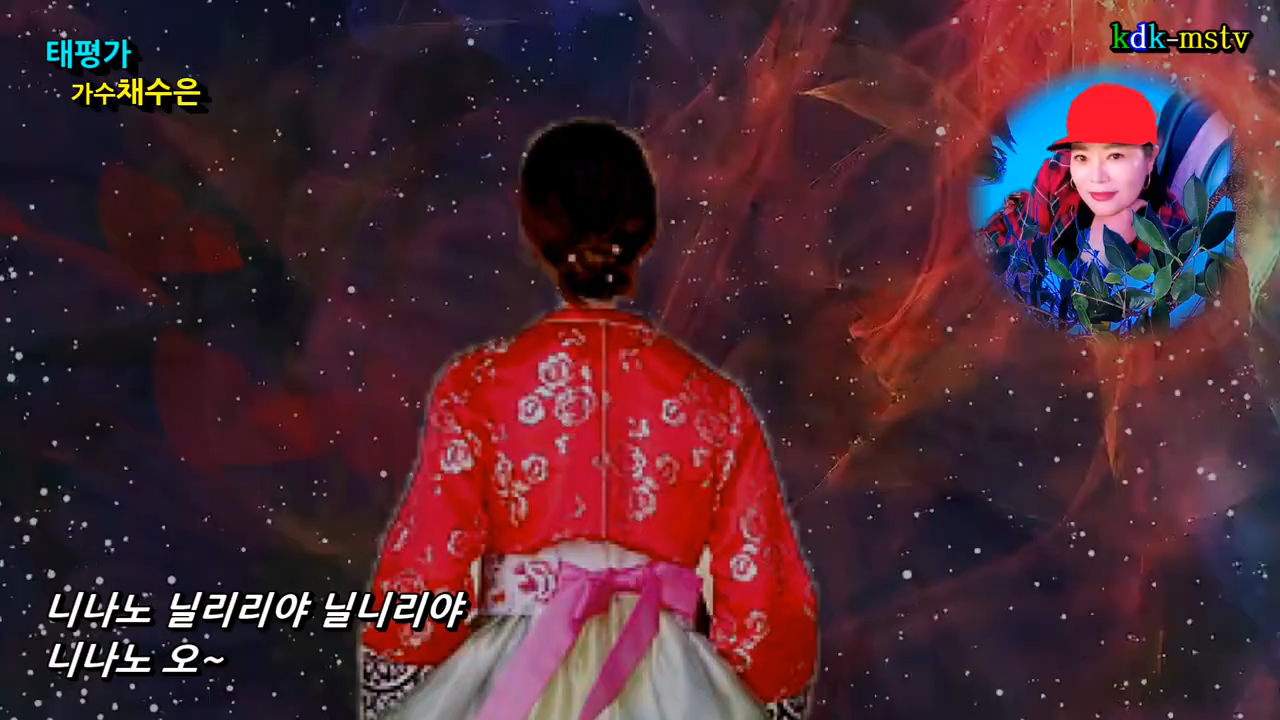 태평가
가수채수은
kdk-mstv
니나노 닐리리야 닐니리야
니나노 오~